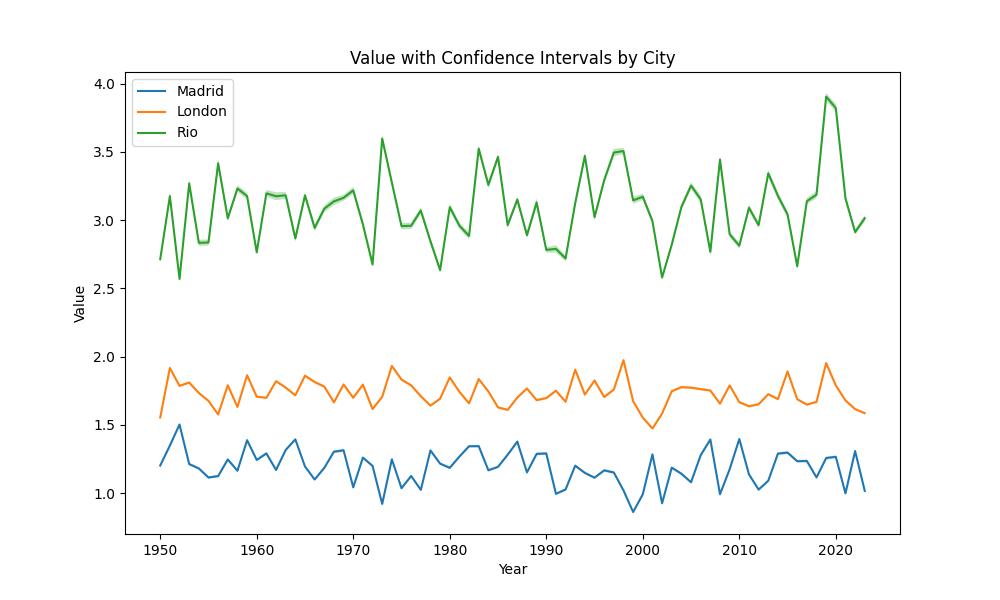 Value with Confidence Intervals by City
Madrid
London
Rio
Value
4.0
3.5
3.0
2.5
2.0
1.5
1.0
1950 1960 1970 1980 1990 2000 2010 2020
Year